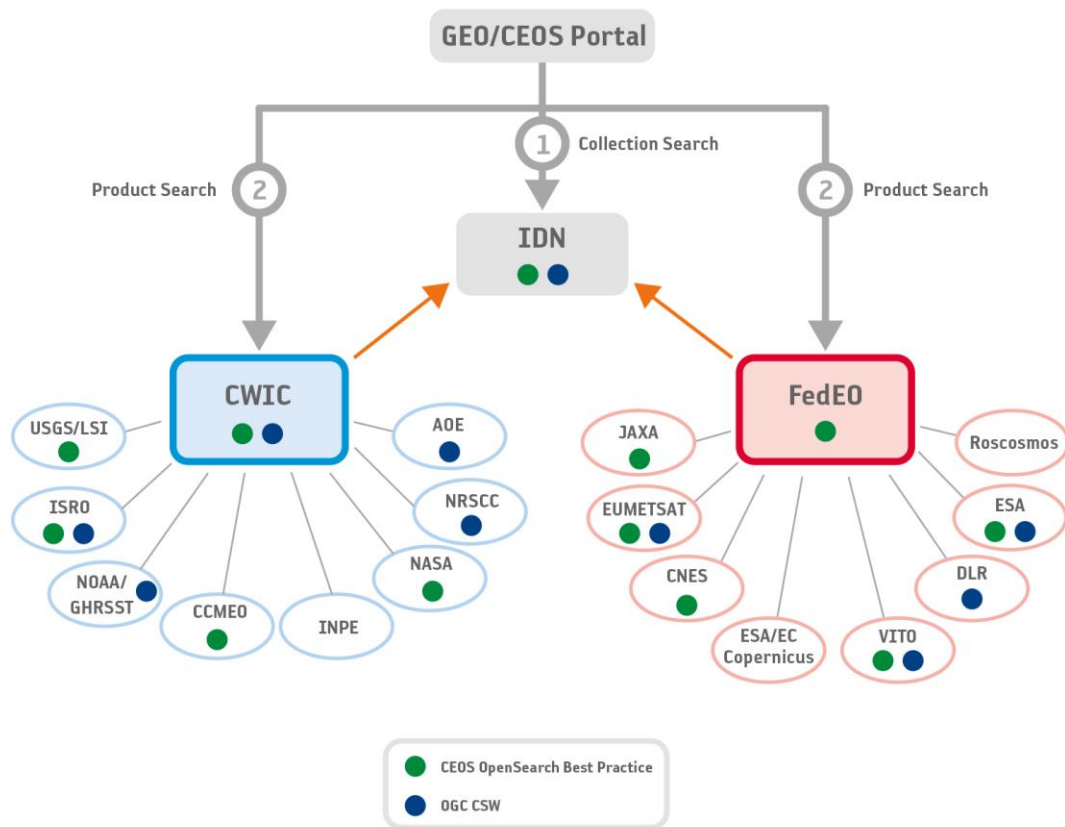 GEO/CEOS Portal
1
Collection Search
Product Search
2
2
Product Search
IDN
CWIC
FedEO
USGS/LSI
AOE
ISRO
NRSCC
NOAA/
GHRSST
NASA
CCMEO
INPE
JAXA
Roscosmos
EUMETSAT
ESA
CNES
DLR
ESA/EC
Copernicus
VITO
CEOS OpenSearch Best Practice
OGC CSW